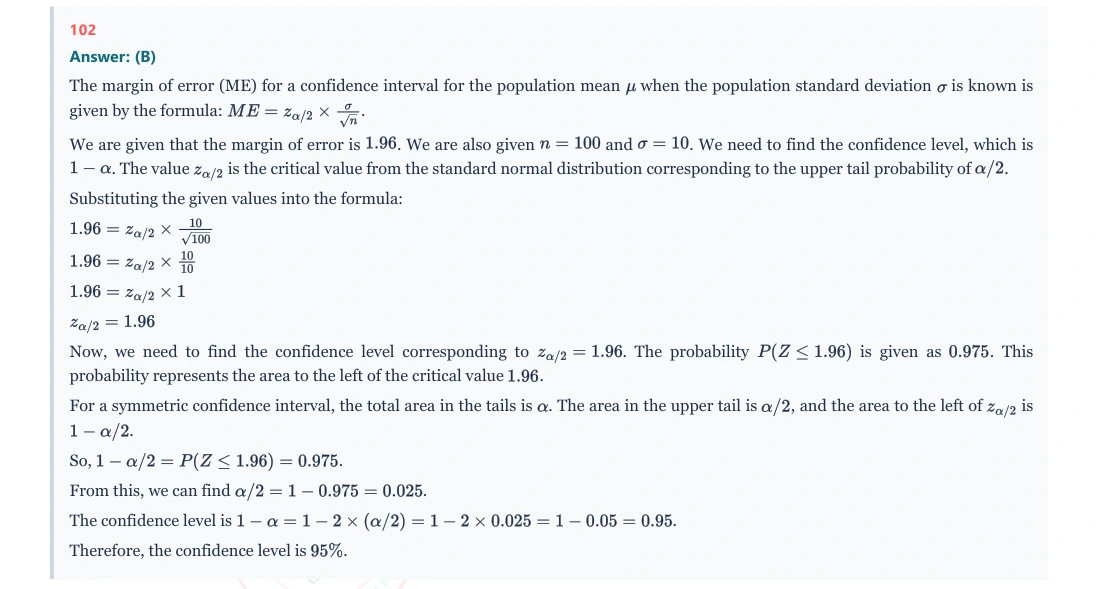 102
Answer: (B)
The margin of error (ME) for a confidence interval for the population mean μ when the population standard deviation σ is known is
given by the formula: ME = z_{α/2} × σ/√n.
We are given that the margin of error is 1.96. We are also given n = 100 and σ = 10. We need to find the confidence level, which is
1 − α. The value z_{α/2} is the critical value from the standard normal distribution corresponding to the upper tail probability of α/2.
Substituting the given values into the formula:
1.96 = z_{α/2} × 10/√100
1.96 = z_{α/2} × 10/10
1.96 = z_{α/2} × 1
z_{α/2} = 1.96
Now, we need to find the confidence level corresponding to z_{α/2} = 1.96. The probability P(Z ≤ 1.96) is given as 0.975. This
probability represents the area to the left of the critical value 1.96.
For a symmetric confidence interval, the total area in the tails is α. The area in the upper tail is α/2, and the area to the left of z_{α/2} is
1 − α/2.
So, 1 − α/2 = P(Z ≤ 1.96) = 0.975.
From this, we can find α/2 = 1 − 0.975 = 0.025.
The confidence level is 1 − α = 1 − 2 × (α/2) = 1 − 2 × 0.025 = 1 − 0.05 = 0.95.
Therefore, the confidence level is 95%.